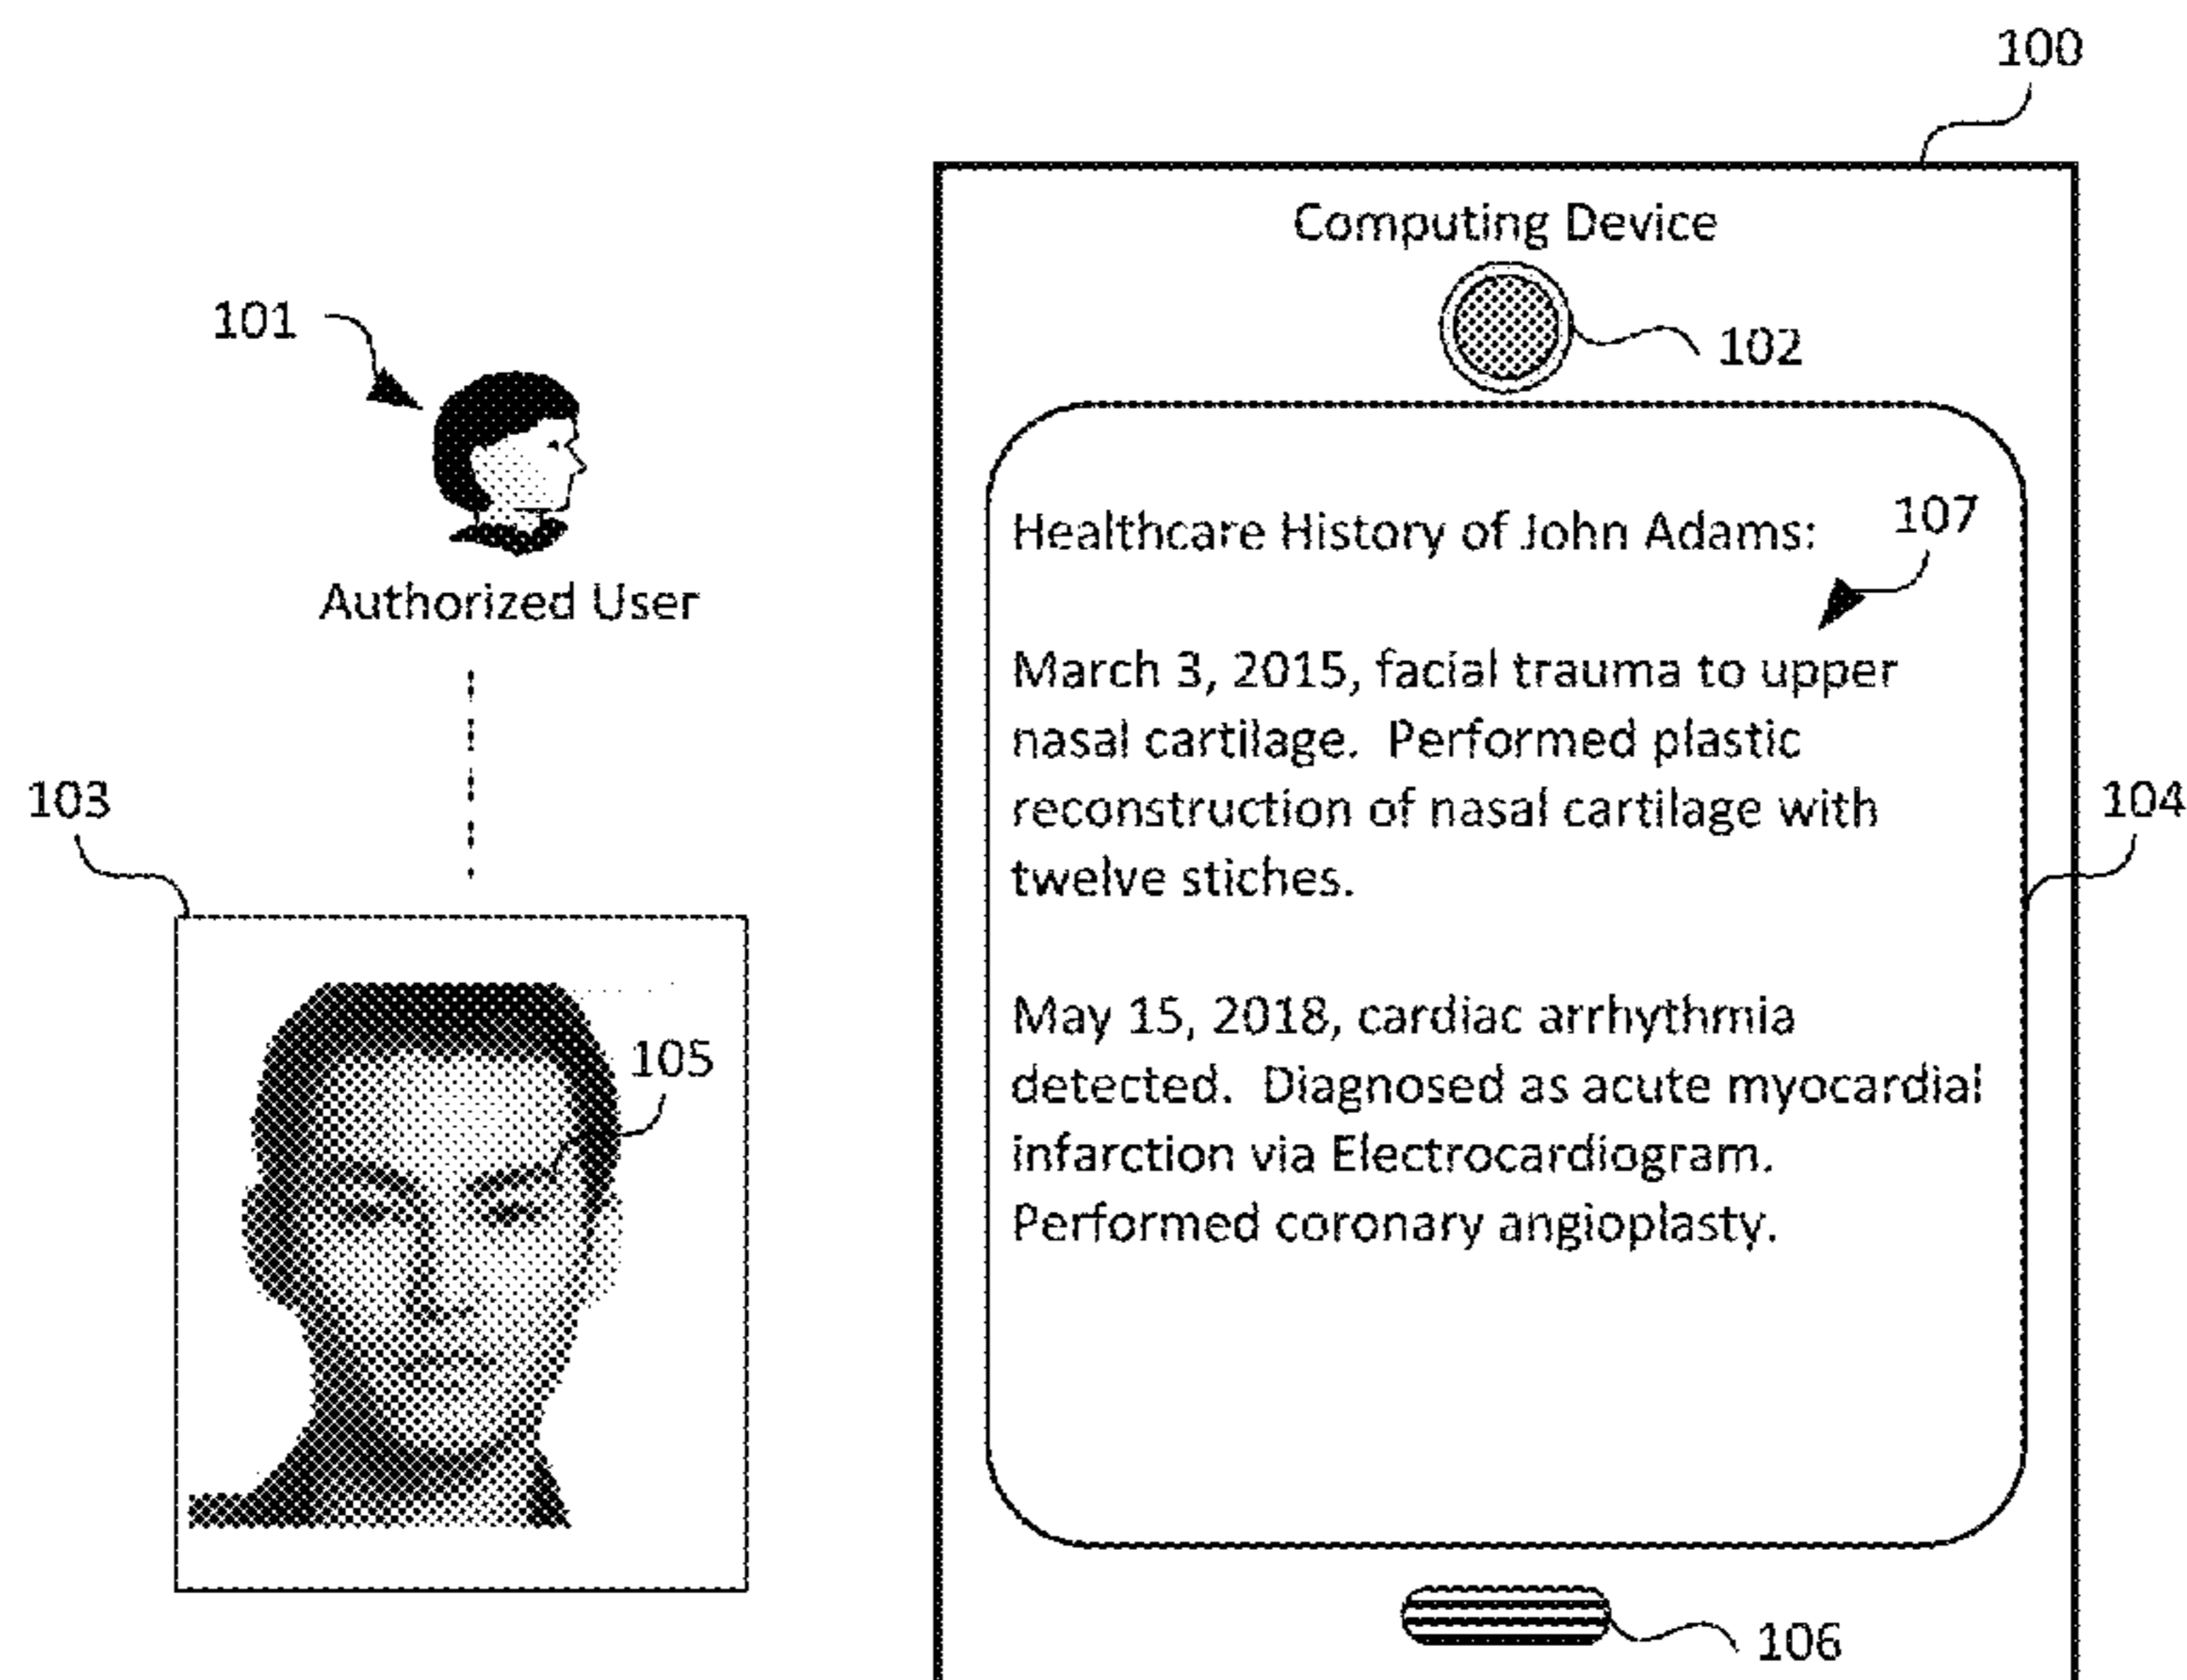 100
Computing Device
101
102
Healthcare History of John Adams:
107
Authorized User
March 3, 2015, facial trauma to upper
nasal cartilage.  Performed plastic
reconstruction of nasal cartilage with
twelve stiches.
103
104
May 15, 2018, cardiac arrhythmia
detected.  Diagnosed as acute myocardial
infarction via Electrocardiogram.
Performed coronary angioplasty.
105
106